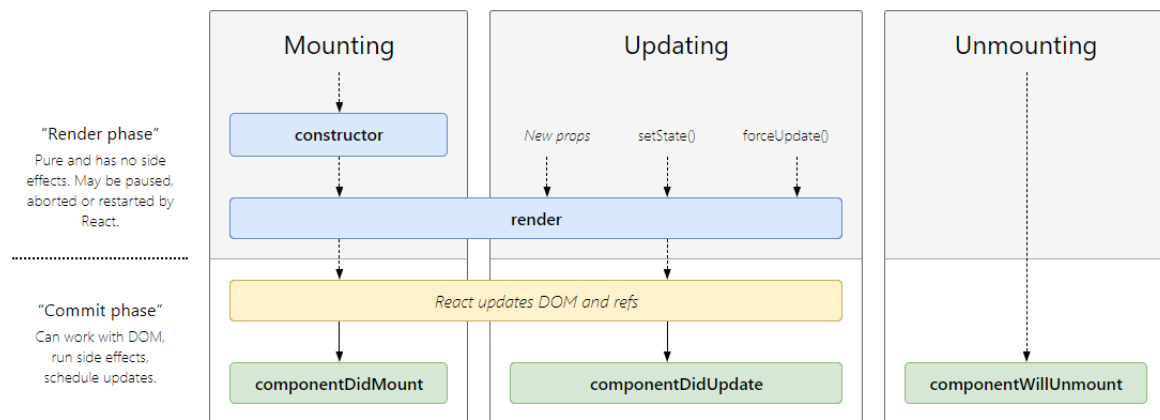 Mounting
Updating
Unmounting
“Render phase”
Pure and has no side
effects. May be paused,
aborted or restarted by
React.
constructor
New props
setState()
forceUpdate()
render
“Commit phase”
Can work with DOM,
run side effects,
schedule updates.
React updates DOM and refs
componentDidMount
componentDidUpdate
componentWillUnmount